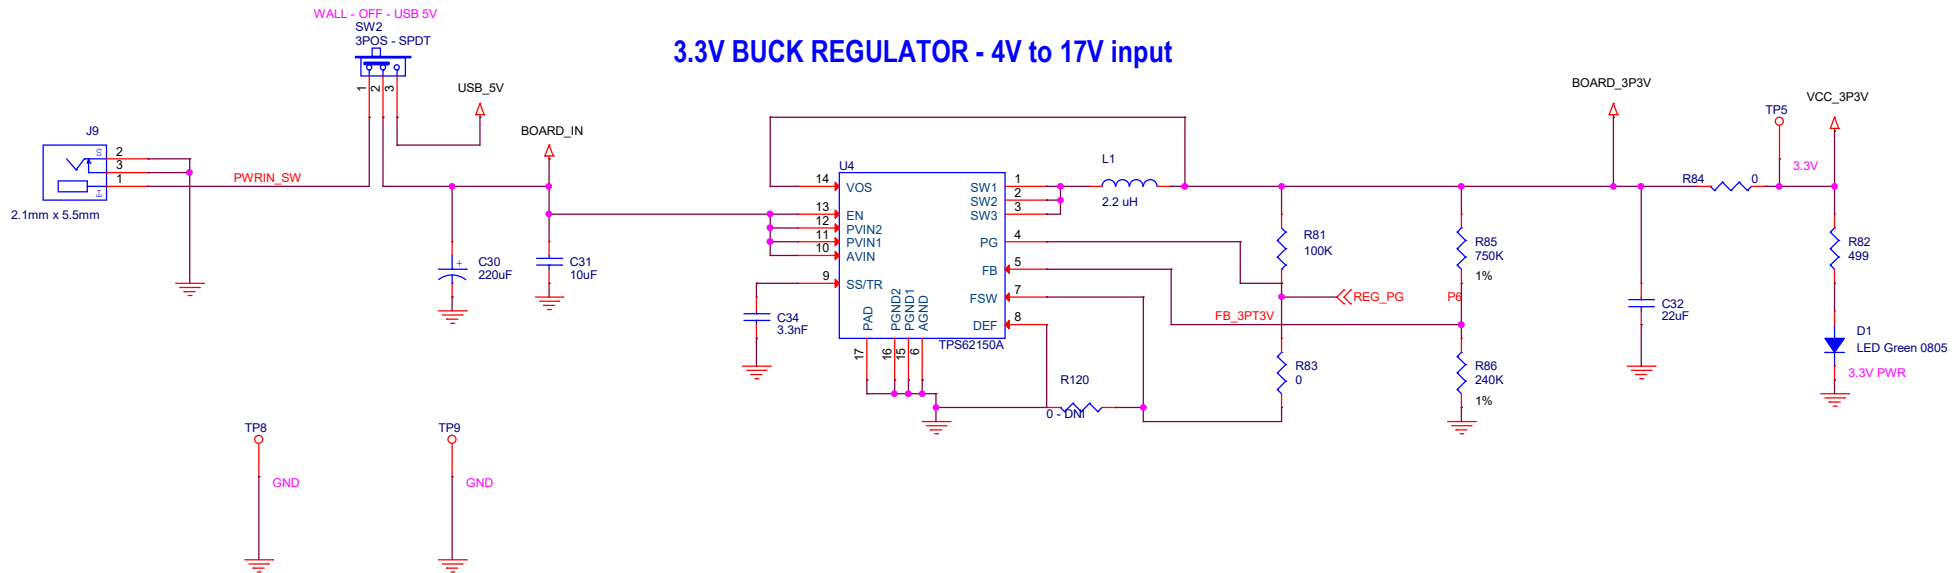 WALL - OFF - USB 5V
SW2
3POS - SPDT
3.3V BUCK REGULATOR - 4V to 17V input
1
2
3
USB_5V
BOARD_IN
BOARD_3P3V
VCC_3P3V
TP5
3.3V
J9
S
2
3
1
E
2.1mm x 5.5mm
PWRIN_SW
C30
220uF
+
C31
10uF
C34
3.3nF
U4
14 VOS
13 EN
12 PVIN2
11 PVIN1
10 AVIN
9 SS/TR
SW1 1
SW2 2
SW3 3
PG 4
FB 5
FSW 7
DEF 8
PAD
PGND2
PGND1
AGND
17
16
15
6
TPS62150A
L1
2.2 uH
R81
100K
R85
750K
1%
REG_PG
P6
FB_3PT3V
R83
0
R86
240K
1%
R120
0 - DNI
R84
0
C32
22uF
R82
499
D1
LED Green 0805
3.3V PWR
TP8
GND
TP9
GND